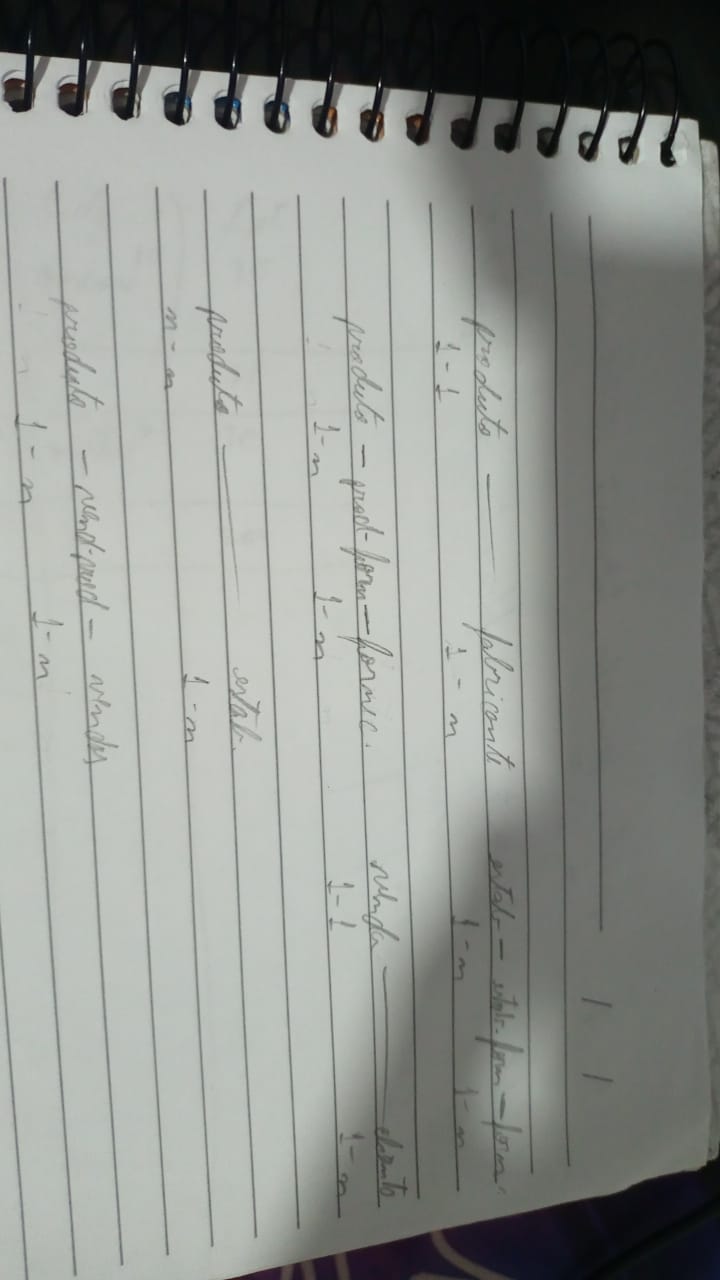 / /
produto — fabricante estab — estab-forn — forn.
1-1 1-n 1-n 1-n
produto — prod-forn — fornec. venda — cliente
1-n 1-n 1-1 1-n
produto — estab.
n-n 1-n
produto — vend-prod — vendas
1-n 1-n